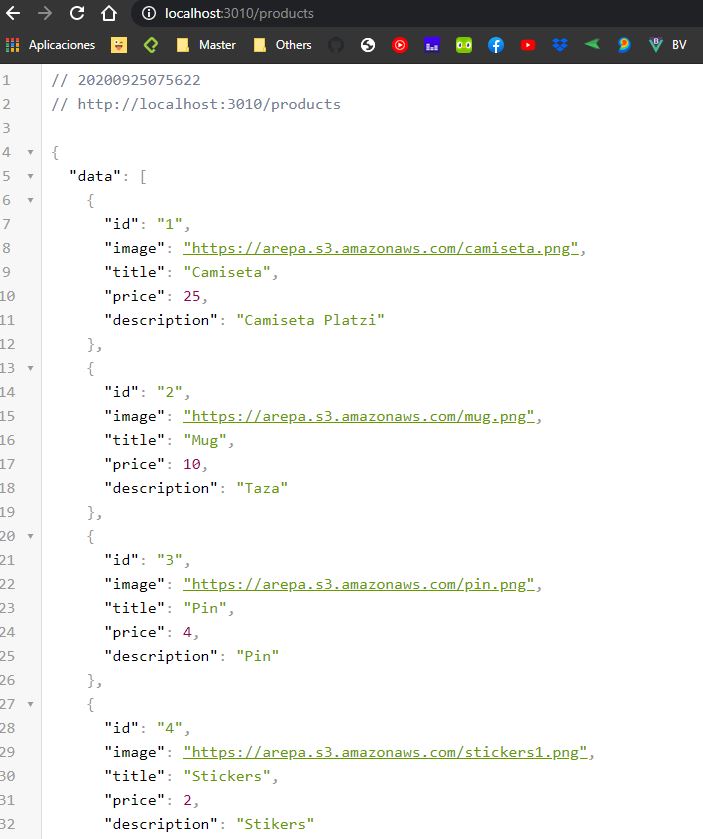 localhost:3010/products
Aplicaciones Master Others BV
1 // 20200925075622
2 // http://localhost:3010/products
3
4 {
5 "data": [
6 {
7 "id": "1",
8 "image": "https://arepa.s3.amazonaws.com/camiseta.png",
9 "title": "Camiseta",
10 "price": 25,
11 "description": "Camiseta Platzi"
12 },
13 {
14 "id": "2",
15 "image": "https://arepa.s3.amazonaws.com/mug.png",
16 "title": "Mug",
17 "price": 10,
18 "description": "Taza"
19 },
20 {
21 "id": "3",
22 "image": "https://arepa.s3.amazonaws.com/pin.png",
23 "title": "Pin",
24 "price": 4,
25 "description": "Pin"
26 },
27 {
28 "id": "4",
29 "image": "https://arepa.s3.amazonaws.com/stickers1.png",
30 "title": "Stickers",
31 "price": 2,
32 "description": "Stikers"